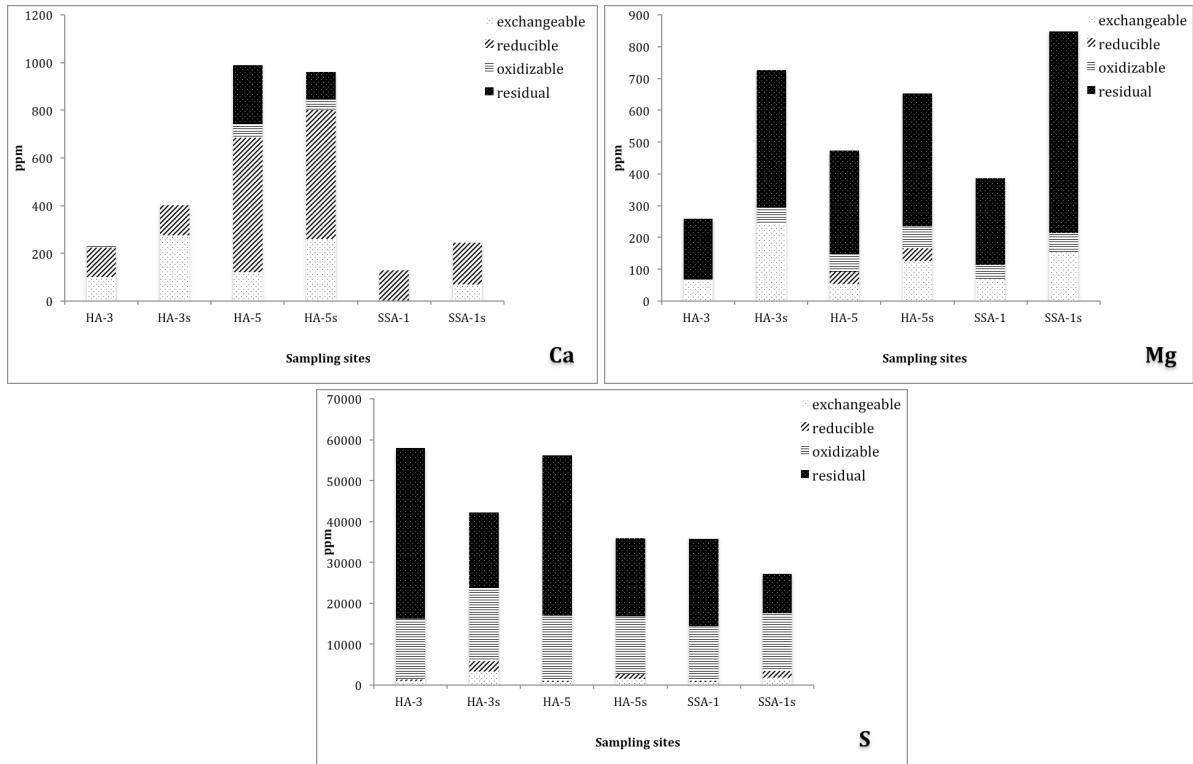 1200
1000
800
600
400
200
0
ppm
HA-3 HA-3s HA-5 HA-5s SSA-1 SSA-1s
Sampling sites
exchangeable
reducible
oxidizable
residual
Ca
900
800
700
600
500
400
300
200
100
0
ppm
HA-3 HA-3s HA-5 HA-5s SSA-1 SSA-1s
Sampling sites
exchangeable
reducible
oxidizable
residual
Mg
70000
60000
50000
40000
30000
20000
10000
0
ppm
HA-3 HA-3s HA-5 HA-5s SSA-1 SSA-1s
Sampling sites
exchangeable
reducible
oxidizable
residual
S